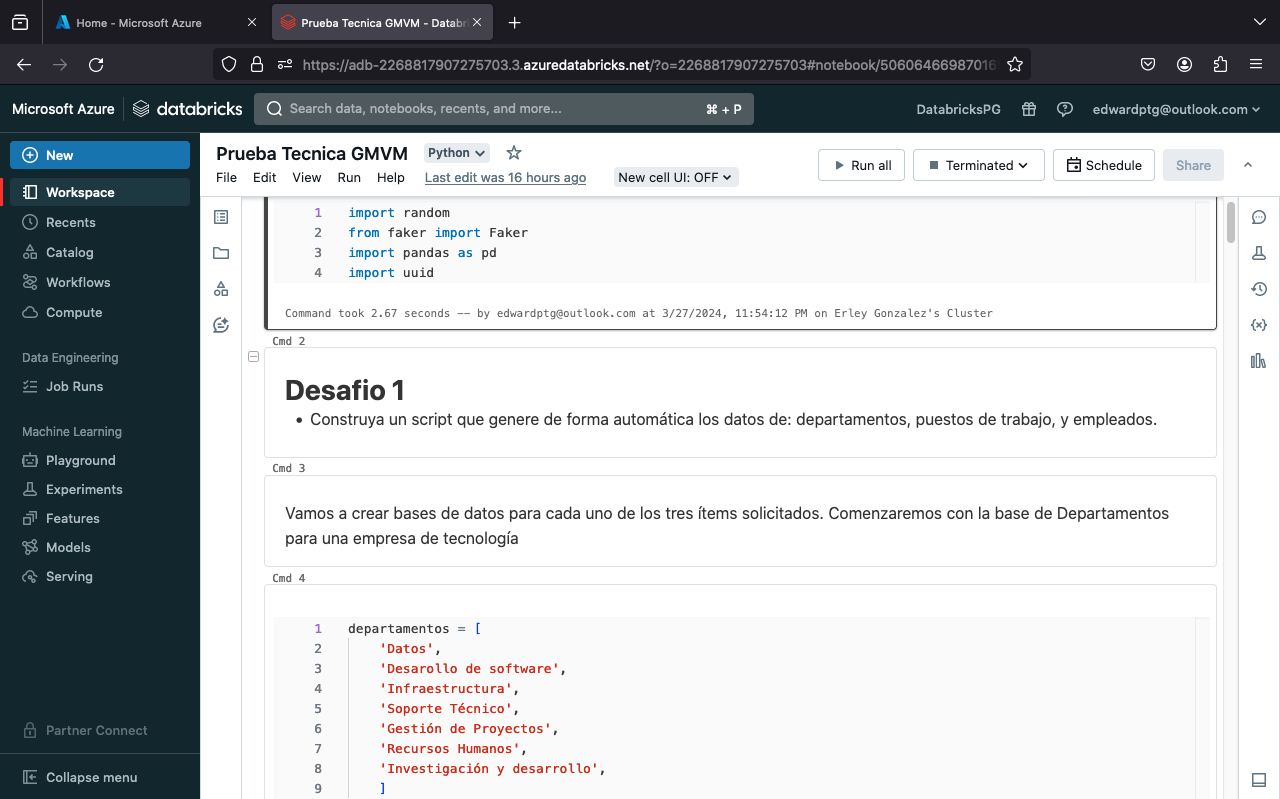 Home - Microsoft Azure
Prueba Tecnica GMVM - Databri
https://adb-2268817907275703.3.azuredatabricks.net/?o=2268817907275703#notebook/50606466987016
Microsoft Azure databricks
Search data, notebooks, recents, and more... ⌘ + P
DatabricksPG
edwardptg@outlook.com
New
Workspace
Recents
Catalog
Workflows
Compute
Data Engineering
Job Runs
Machine Learning
Playground
Experiments
Features
Models
Serving
Partner Connect
Collapse menu
Prueba Tecnica GMVM Python
File Edit View Run Help Last edit was 16 hours ago New cell UI: OFF
Run all Terminated Schedule Share
1 import random
2 from faker import Faker
3 import pandas as pd
4 import uuid
Command took 2.67 seconds -- by edwardptg@outlook.com at 3/27/2024, 11:54:12 PM on Erley Gonzalez's Cluster
Cmd 2
Desafio 1
• Construya un script que genere de forma automática los datos de: departamentos, puestos de trabajo, y empleados.
Cmd 3
Vamos a crear bases de datos para cada uno de los tres ítems solicitados. Comenzaremos con la base de Departamentos
para una empresa de tecnología
Cmd 4
1 departamentos = [
2 'Datos',
3 'Desarollo de software',
4 'Infraestructura',
5 'Soporte Técnico',
6 'Gestión de Proyectos',
7 'Recursos Humanos',
8 'Investigación y desarrollo',
9 ]